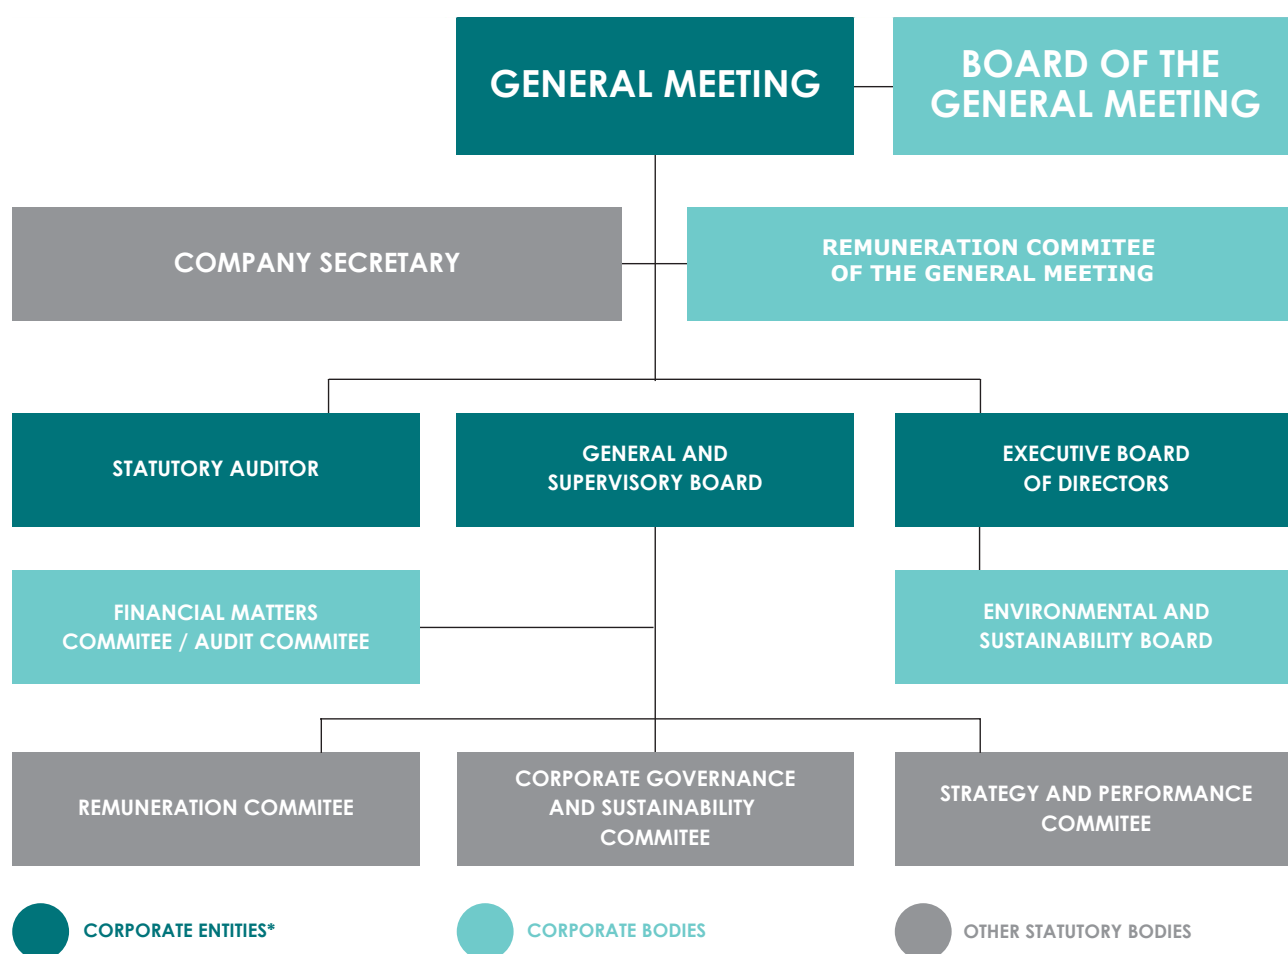 GENERAL MEETING
BOARD OF THE
GENERAL MEETING
COMPANY SECRETARY
REMUNERATION COMMITEE
OF THE GENERAL MEETING
STATUTORY AUDITOR
GENERAL AND
SUPERVISORY BOARD
EXECUTIVE BOARD
OF DIRECTORS
FINANCIAL MATTERS
COMMITEE / AUDIT COMMITEE
ENVIRONMENTAL AND
SUSTAINABILITY BOARD
REMUNERATION COMMITEE
CORPORATE GOVERNANCE
AND SUSTAINABILITY
COMMITEE
STRATEGY AND PERFORMANCE
COMMITEE
CORPORATE ENTITIES*
CORPORATE BODIES
OTHER STATUTORY BODIES